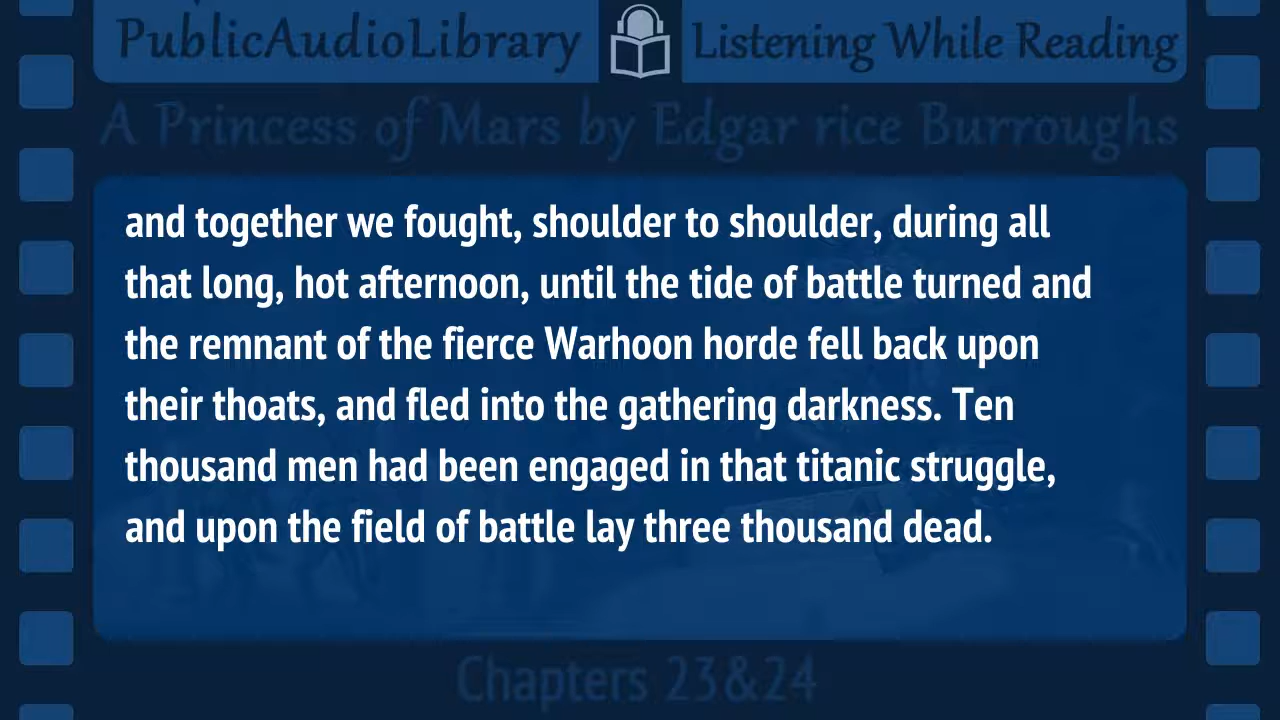 PublicAudioLibrary Listening While Reading
A Princess of Mars by Edgar rice Burroughs
and together we fought, shoulder to shoulder, during all
that long, hot afternoon, until the tide of battle turned and
the remnant of the fierce Warhoon horde fell back upon
their thoats, and fled into the gathering darkness. Ten
thousand men had been engaged in that titanic struggle,
and upon the field of battle lay three thousand dead.
Chapters 23&24